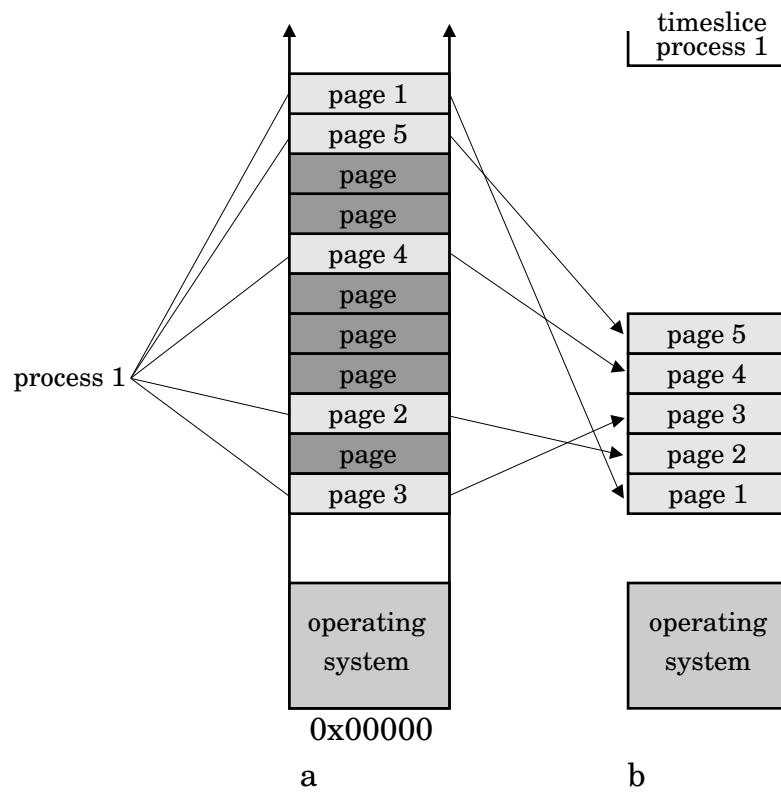 timeslice
process 1
page 1
page 5
page
page
page 4
page
page
page
page 2
page
page 3
process 1
page 5
page 4
page 3
page 2
page 1
operating
system
operating
system
0x00000
a
b